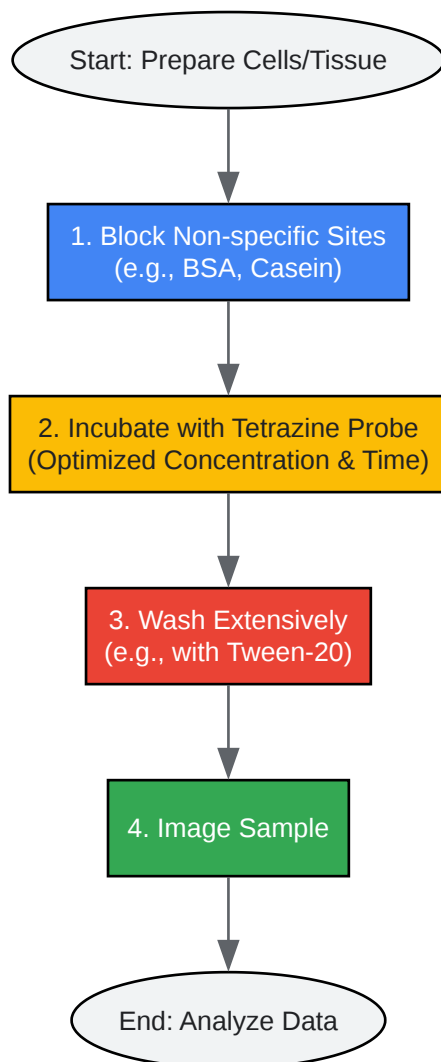 Start: Prepare Cells/Tissue
1. Block Non-specific Sites
(e.g., BSA, Casein)
2. Incubate with Tetrazine Probe
(Optimized Concentration & Time)
3. Wash Extensively
(e.g., with Tween-20)
4. Image Sample
End: Analyze Data